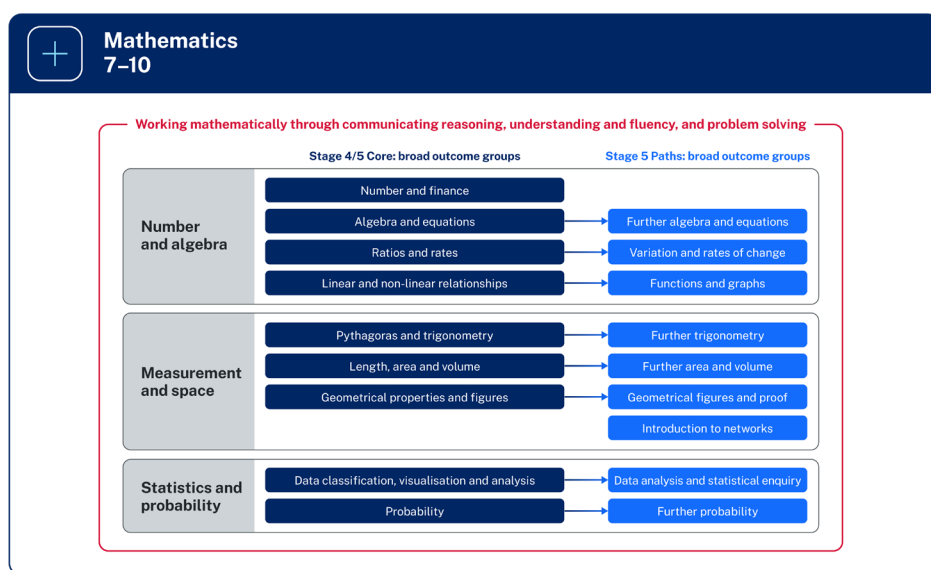 Mathematics
7–10
Working mathematically through communicating reasoning, understanding and fluency, and problem solving
Stage 4/5 Core: broad outcome groups
Stage 5 Paths: broad outcome groups
Number
and algebra
Number and finance
Algebra and equations
Further algebra and equations
Ratios and rates
Variation and rates of change
Linear and non-linear relationships
Functions and graphs
Measurement
and space
Pythagoras and trigonometry
Further trigonometry
Length, area and volume
Further area and volume
Geometrical properties and figures
Geometrical figures and proof
Introduction to networks
Statistics and
probability
Data classification, visualisation and analysis
Data analysis and statistical enquiry
Probability
Further probability